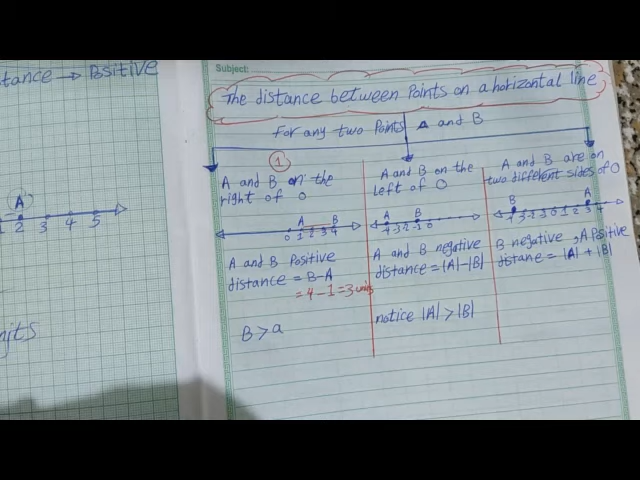 tance → Positive
A
2 3 4 5
Subject:
The distance between Points on a horizontal line
For any two Points A and B
1
A and B on the
right of 0
A B
0 1 2 3 4
A and B Positive
distance = B-A
= 4-1=3 units
B > a
A and B on the
left of 0
A B
-4 -3 -2 -1 0
A and B negative
distance = |A|-|B|
notice |A| > |B|
A and B are on
two different sides of 0
B A
-4 -3 -2 -1 0 1 2 3 4
B negative , A Positive
distane = |A| + |B|